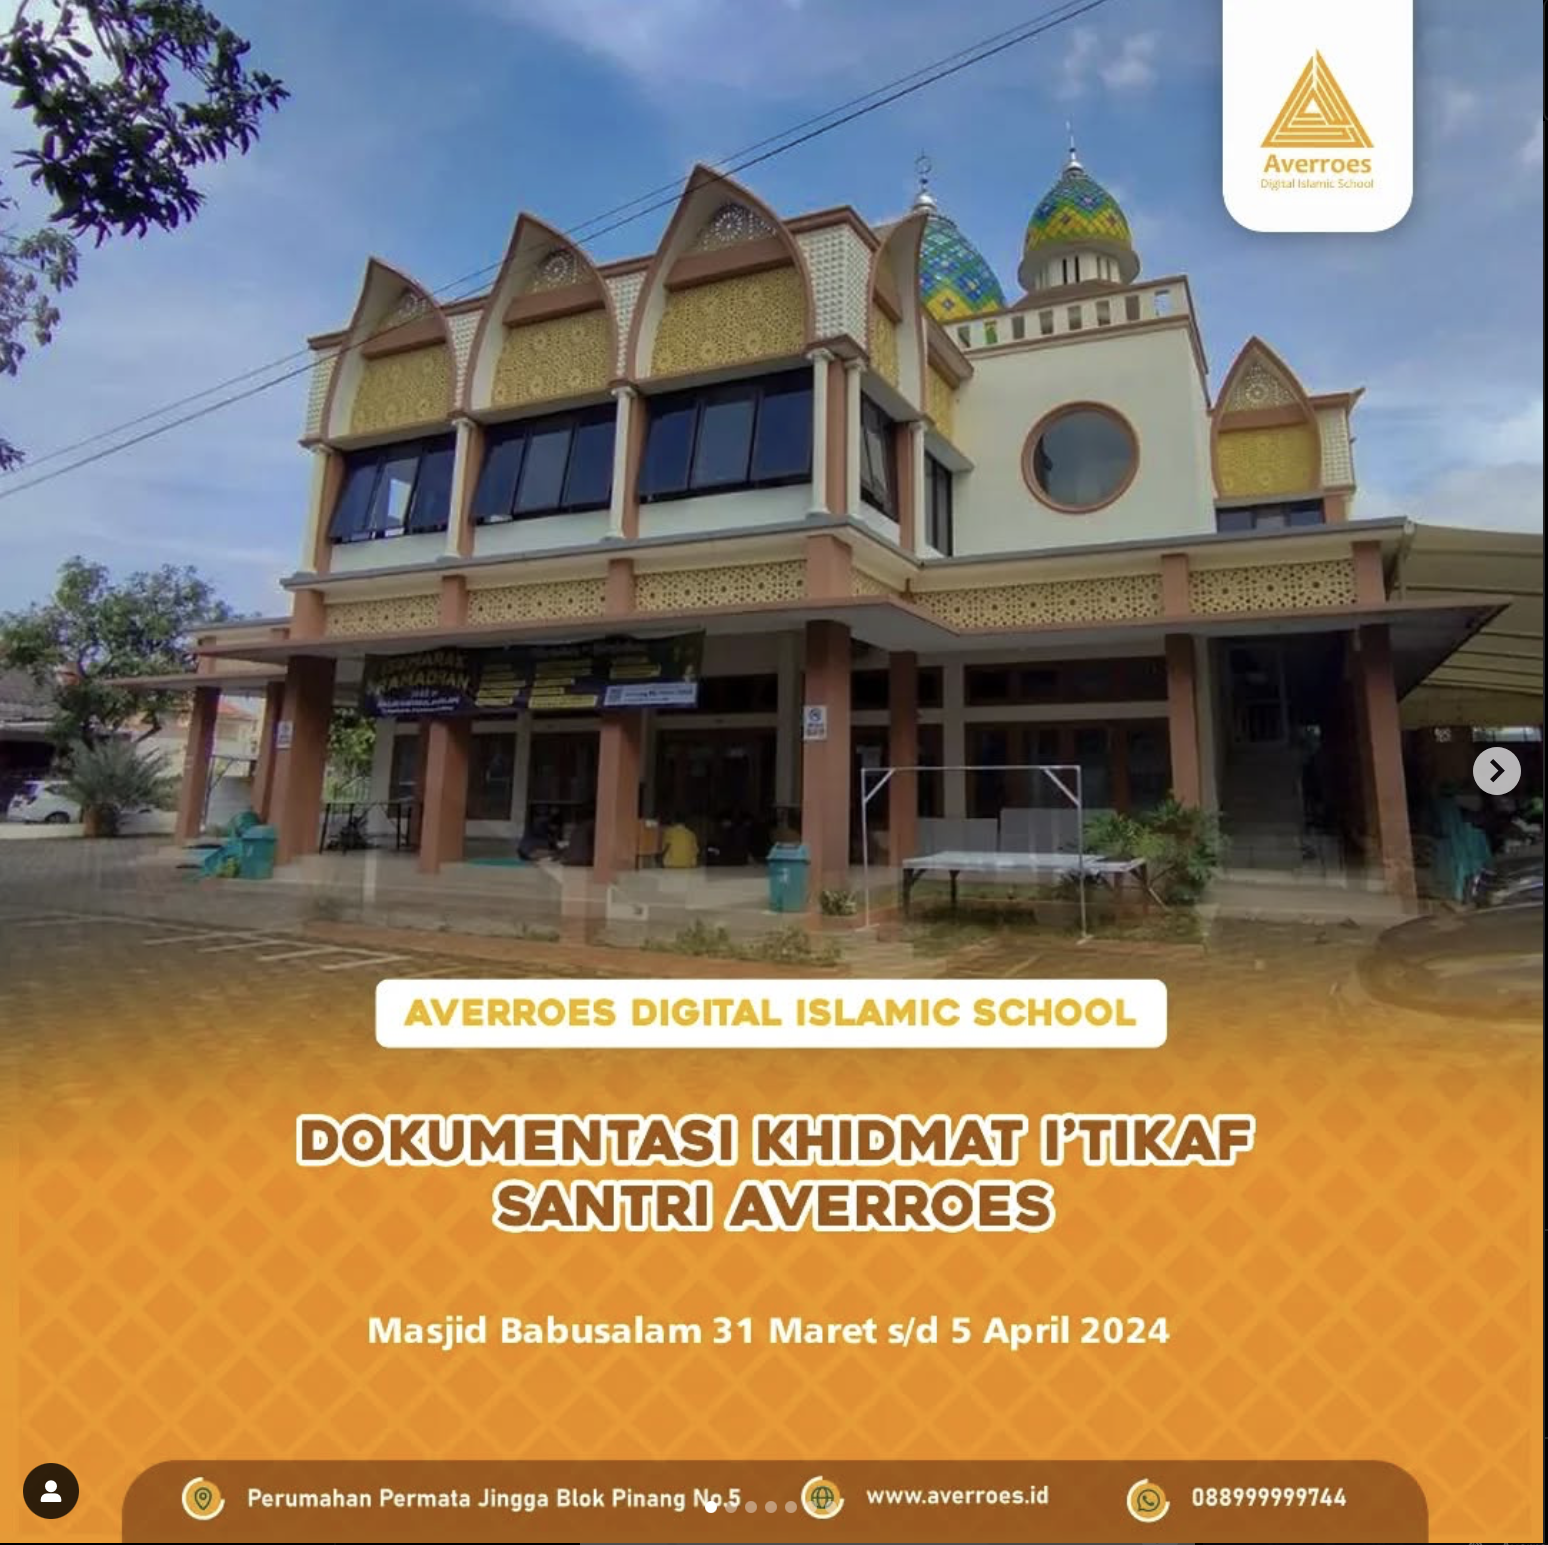 Averroes
Digital Islamic School
RAMADHAN
AVERROES DIGITAL ISLAMIC SCHOOL
DOKUMENTASI KHIDMAT I'TIKAF
SANTRI AVERROES
Masjid Babusalam 31 Maret s/d 5 April 2024
Perumahan Permata Jingga Blok Pinang No.5
www.averroes.id
088999999744